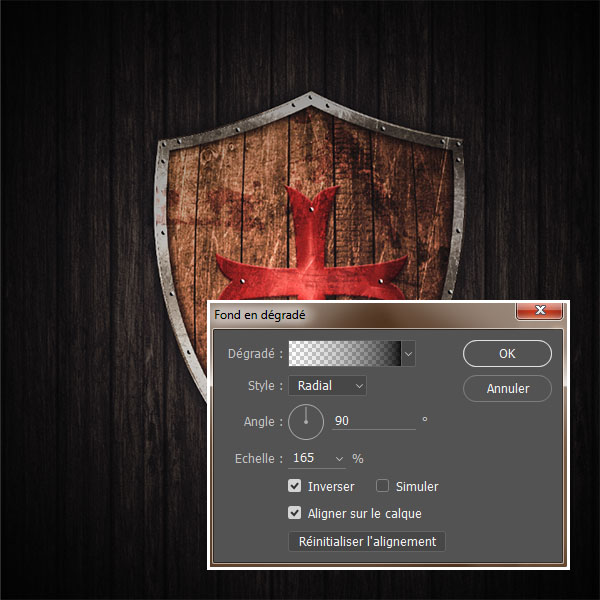 Fond en dégradé
Dégradé :
OK
Style : Radial
Annuler
Angle : 90 °
Echelle : 165 %
Inverser Simuler
Aligner sur le calque
Réinitialiser l'alignement